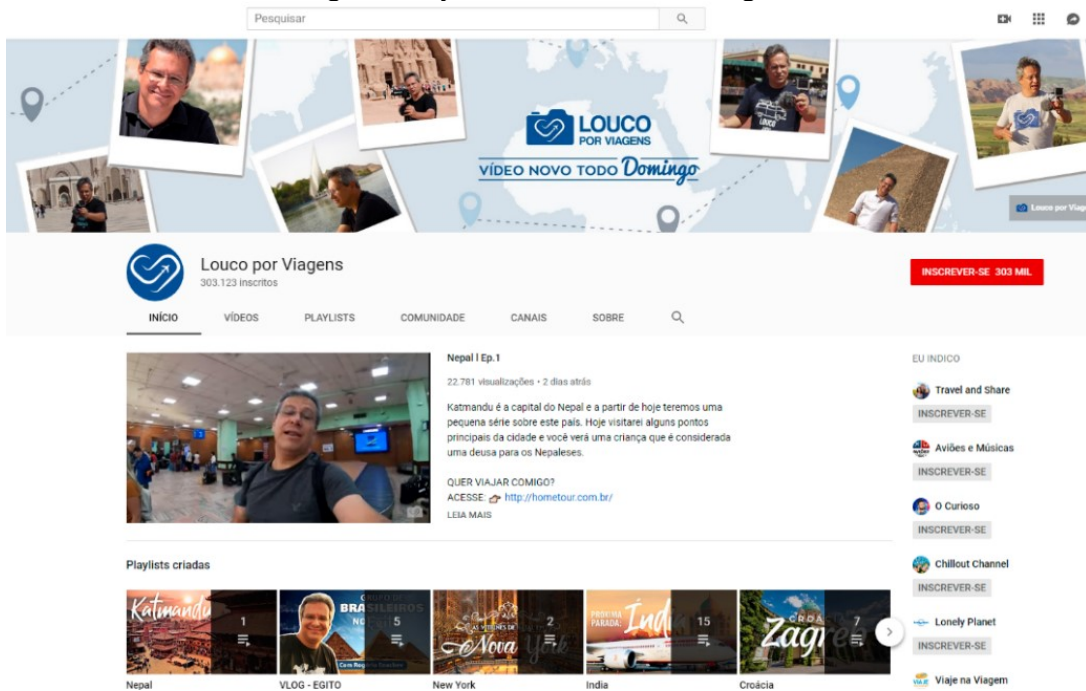 Pesquisar
LOUCO
POR VIAGENS
VÍDEO NOVO TODO Domingo
LOUCO
Louco por Viag
Louco por Viagens
303.123 inscritos
INSCREVER-SE 303 MIL
INÍCIO VÍDEOS PLAYLISTS COMUNIDADE CANAIS SOBRE
Nepal l Ep.1
22.781 visualizações • 2 dias atrás
Katmandu é a capital do Nepal e a partir de hoje teremos uma
pequena série sobre este país. Hoje visitarei alguns pontos
principais da cidade e você verá uma criança que é considerada
uma deusa para os Nepaleses.
QUER VIAJAR COMIGO?
ACESSE: 👉 http://hometour.com.br/
LEIA MAIS
EU INDICO
Travel and Share
INSCREVER-SE
Aviões e Músicas
INSCREVER-SE
O Curioso
INSCREVER-SE
Chillout Channel
INSCREVER-SE
Lonely Planet
INSCREVER-SE
Viaje na Viagem
Playlists criadas
Katmandu
1
Nepal
BRASILEIROS
NO
5
VLOG - EGITO
Nova York
2
New York
PRÓXIMA
PARADA:
Índia
15
India
CROÁCIA
Zagreb
7
Croácia